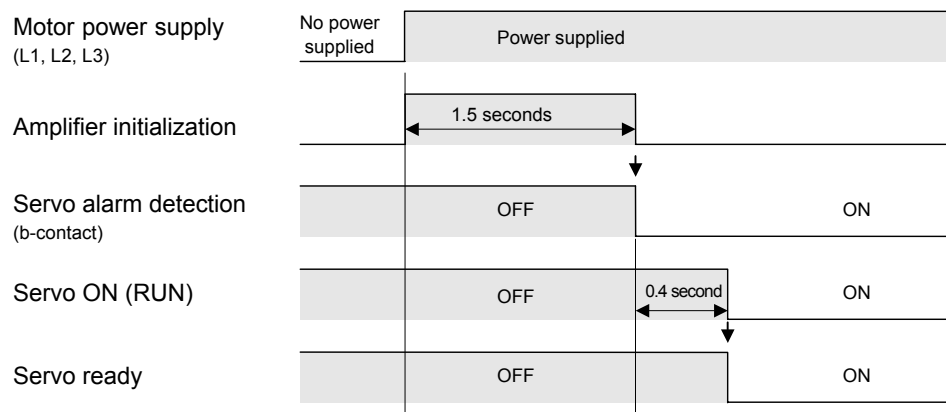 Motor power supply
(L1, L2, L3)
No power
supplied
Power supplied
Amplifier initialization
1.5 seconds
Servo alarm detection
(b-contact)
OFF
ON
Servo ON (RUN)
OFF
0.4 second
ON
Servo ready
OFF
ON